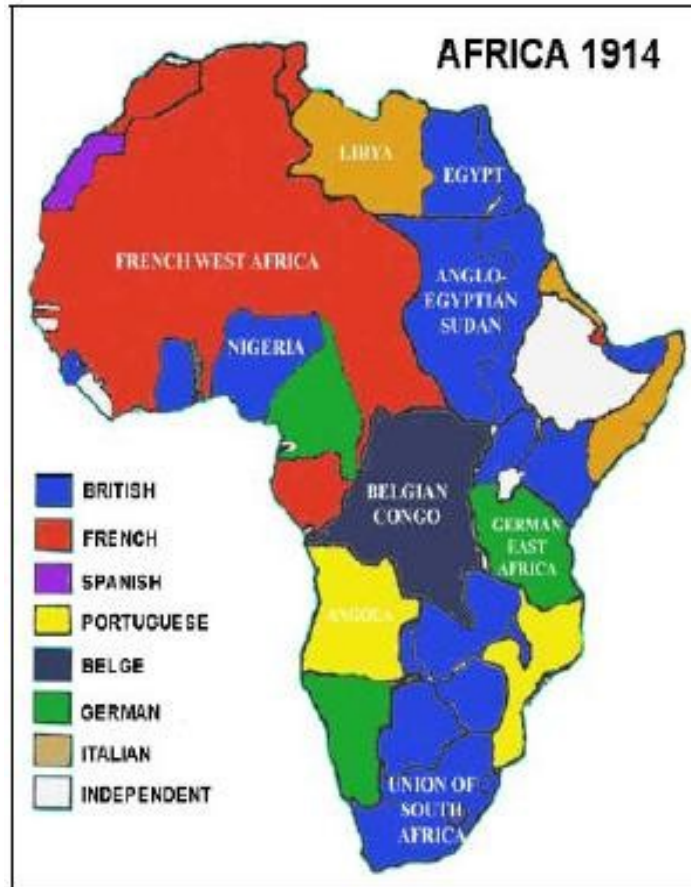 AFRICA 1914
LIBYA
EGYPT
FRENCH WEST AFRICA
ANGLO-
EGYPTIAN
SUDAN
NIGERIA
BELGIAN
CONGO
GERMAN
EAST
AFRICA
ANGOLA
UNION OF
SOUTH
AFRICA
BRITISH
FRENCH
SPANISH
PORTUGUESE
BELGE
GERMAN
ITALIAN
INDEPENDENT